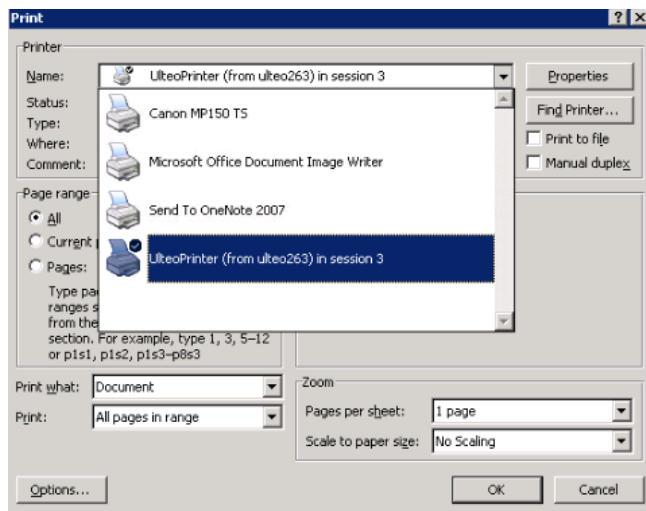 Print
Printer
Name: UlteoPrinter (from ulteo263) in session 3 Properties
Status: Find Printer...
Type:
Where: Print to file
Comment: Manual duplex
Canon MP150 TS
Microsoft Office Document Image Writer
Send To OneNote 2007
UlteoPrinter (from ulteo263) in session 3
Page range
All
Current
Pages:
Type
ranges
from the
section. For example, type 1, 3, 5–12
or p1s1, p1s2, p1s3–p8s3
Print what: Document
Print: All pages in range
Zoom
Pages per sheet: 1 page
Scale to paper size: No Scaling
Options... OK Cancel